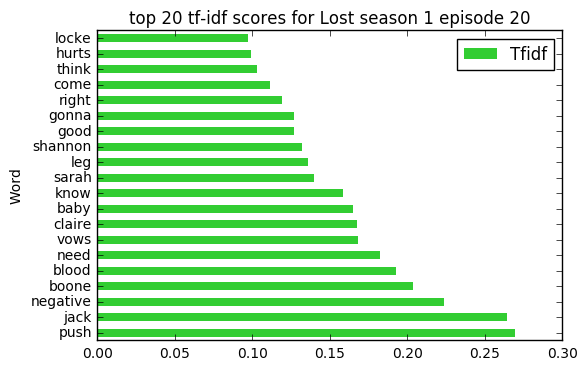 top 20 tf-idf scores for Lost season 1 episode 20
Tfidf
Word
locke
hurts
think
come
right
gonna
good
shannon
leg
sarah
know
baby
claire
vows
need
blood
boone
negative
jack
push
0.00 0.05 0.10 0.15 0.20 0.25 0.30